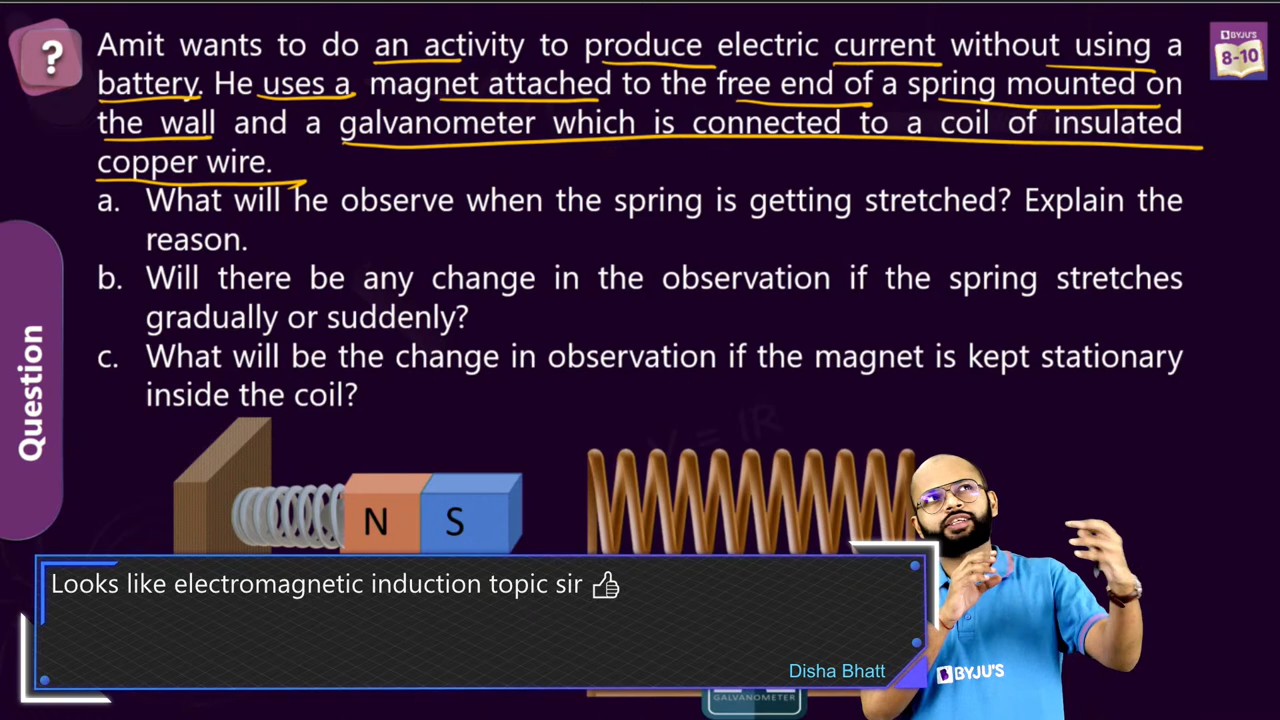 ?
Amit wants to do an activity to produce electric current without using a
battery. He uses a magnet attached to the free end of a spring mounted on
the wall and a galvanometer which is connected to a coil of insulated
copper wire.
a. What will he observe when the spring is getting stretched? Explain the
reason.
b. Will there be any change in the observation if the spring stretches
gradually or suddenly?
c. What will be the change in observation if the magnet is kept stationary
inside the coil?
BYJU'S
8-10
Question
V = IR
N S
Looks like electromagnetic induction topic sir 👍
Disha Bhatt
BYJU'S
GALVANOMETER